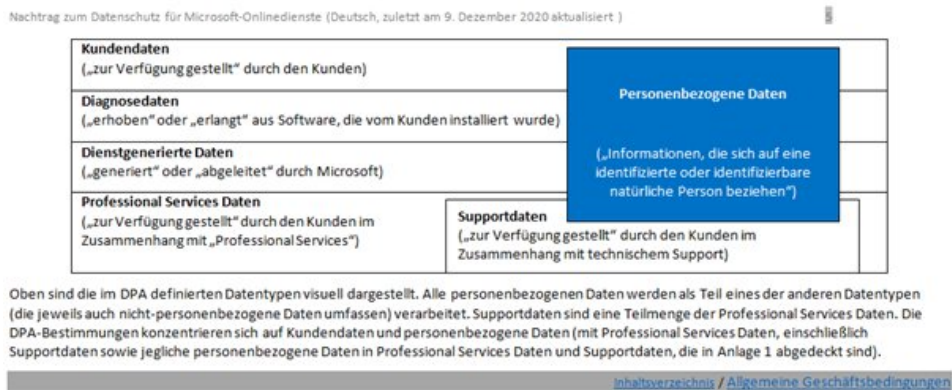 Nachtrag zum Datenschutz für Microsoft-Onlinedienste (Deutsch, zuletzt am 9. Dezember 2020 aktualisiert )
Kundendaten
(„zur Verfügung gestellt“ durch den Kunden)
Diagnosedaten
(„erhoben“ oder „erlangt“ aus Software, die vom Kunden installiert wurde)
Dienstgenerierte Daten
(„generiert“ oder „abgeleitet“ durch Microsoft)
Professional Services Daten
(„zur Verfügung gestellt“ durch den Kunden im
Zusammenhang mit „Professional Services“)
Personenbezogene Daten
(„Informationen, die sich auf eine
identifizierte oder identifizierbare
natürliche Person beziehen“)
Supportdaten
(„zur Verfügung gestellt“ durch den Kunden im
Zusammenhang mit technischem Support)
Oben sind die im DPA definierten Datentypen visuell dargestellt. Alle personenbezogenen Daten werden als Teil eines der anderen Datentypen
(die jeweils auch nicht-personenbezogene Daten umfassen) verarbeitet. Supportdaten sind eine Teilmenge der Professional Services Daten. Die
DPA-Bestimmungen konzentrieren sich auf Kundendaten und personenbezogene Daten (mit Professional Services Daten, einschließlich
Supportdaten sowie jegliche personenbezogene Daten in Professional Services Daten und Supportdaten, die in Anlage 1 abgedeckt sind).
Inhaltsverzeichnis / Allgemeine Geschäftsbedingungen